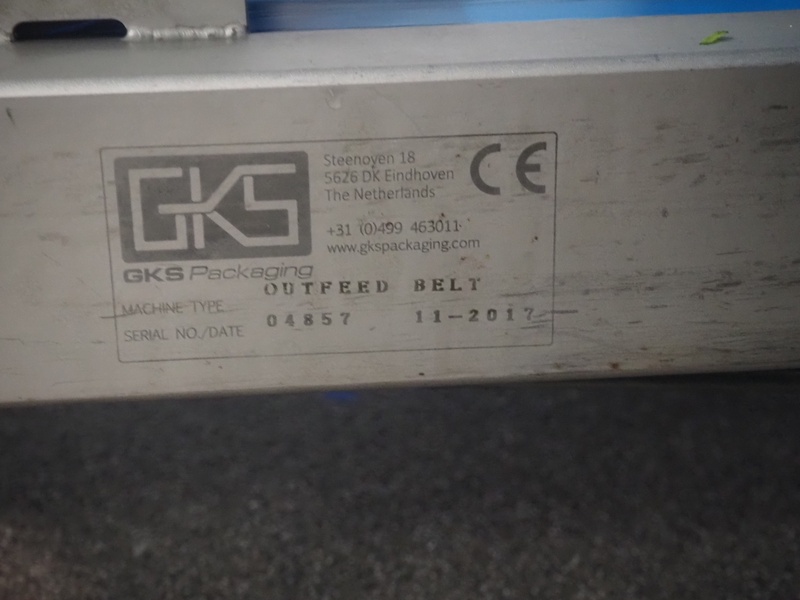 GKS
GKS Packaging
Steenoven 18
5626 DK Eindhoven
The Netherlands
+31 (0)499 463011
www.gkspackaging.com
CE
MACHINE TYPE OUTFEED BELT
SERIAL NO./DATE 04857 11-2017